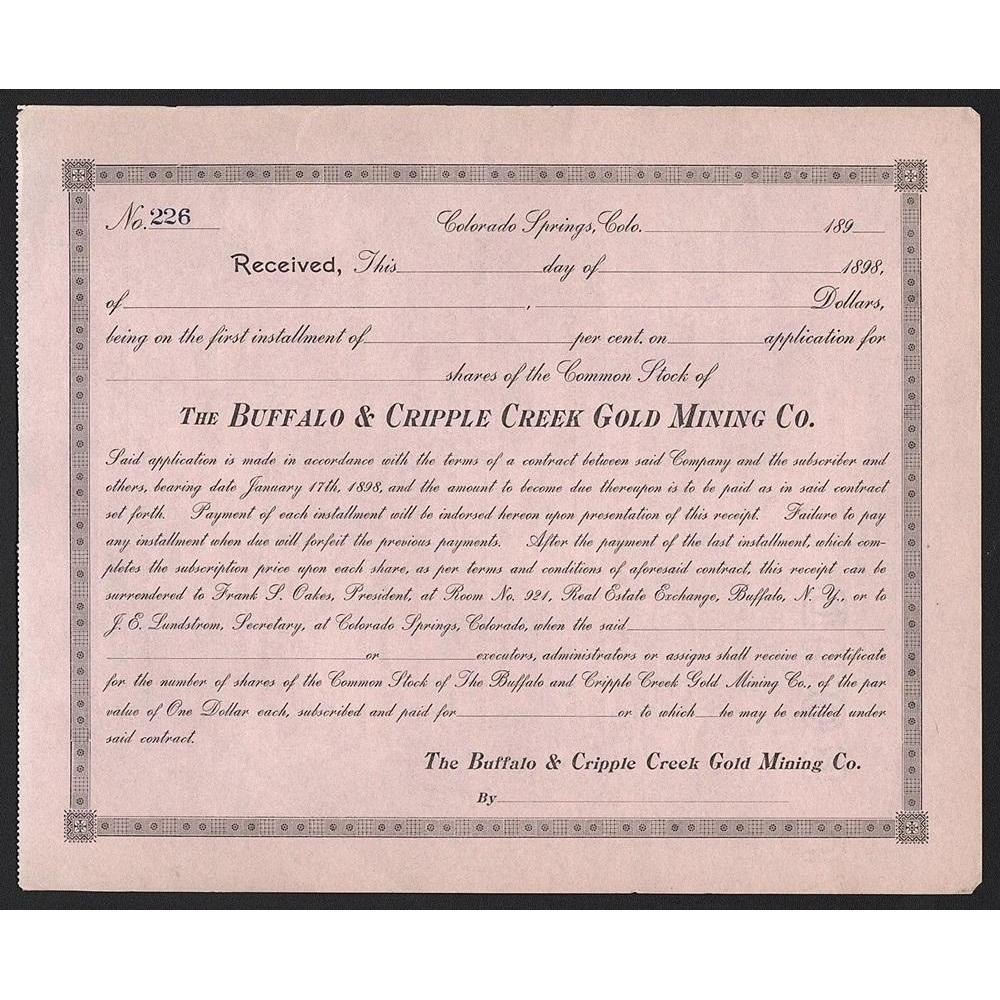 No. 226 Colorado Springs, Colo. 189
Received, This day of 1898,
of , Dollars,
being on the first installment of per cent. on application for
shares of the Common Stock of
THE BUFFALO & CRIPPLE CREEK GOLD MINING CO.
Said application is made in accordance with the terms of a contract between said Company and the subscriber and
others, bearing date January 17th, 1898, and the amount to become due thereupon is to be paid as in said contract
set forth. Payment of each installment will be indorsed hereon upon presentation of this receipt. Failure to pay
any installment when due will forfeit the previous payments. After the payment of the last installment, which com-
pletes the subscription price upon each share, as per terms and conditions of aforesaid contract, this receipt can be
surrendered to Frank S. Oakes, President, at Room No. 921, Real Estate Exchange, Buffalo, N. Y., or to
J. E. Lundstrom, Secretary, at Colorado Springs, Colorado, when the said
or executors, administrators or assigns shall receive a certificate
for the number of shares of the Common Stock of The Buffalo and Cripple Creek Gold Mining Co., of the par
value of One Dollar each, subscribed and paid for or to which he may be entitled under
said contract.
The Buffalo & Cripple Creek Gold Mining Co.
By